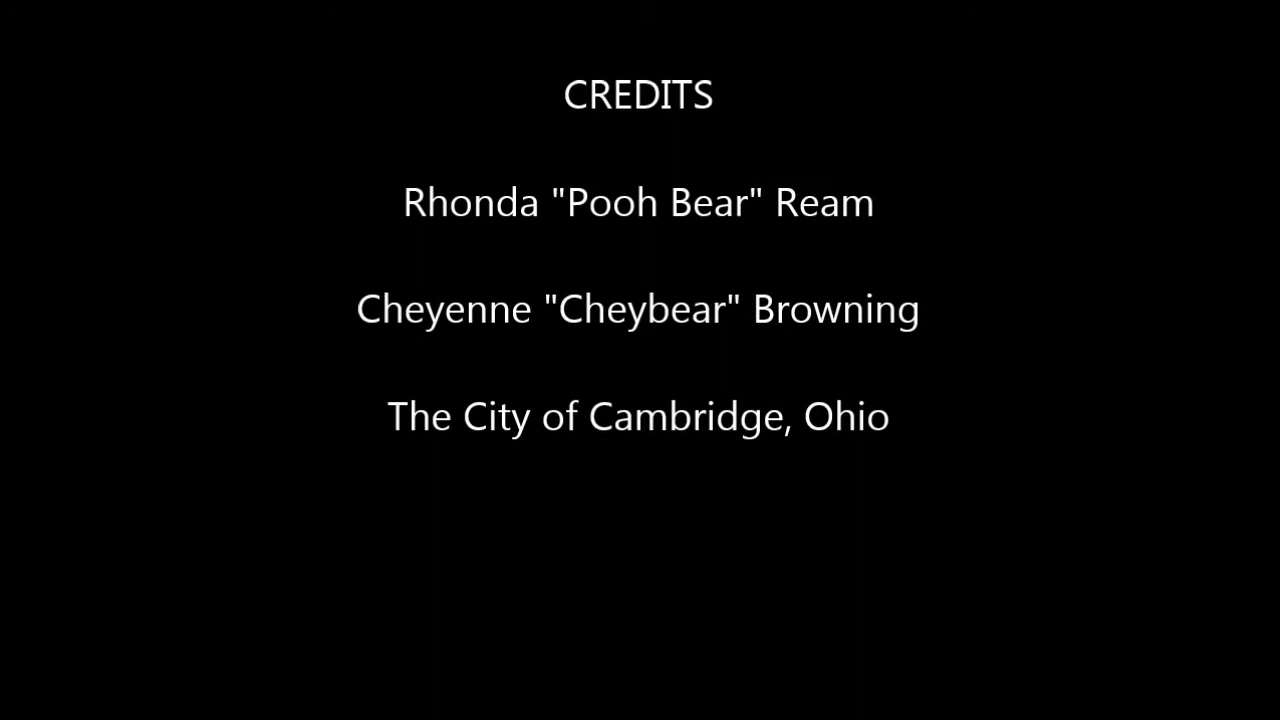 CREDITS
Rhonda "Pooh Bear" Ream
Cheyenne "Cheybear" Browning
The City of Cambridge, Ohio